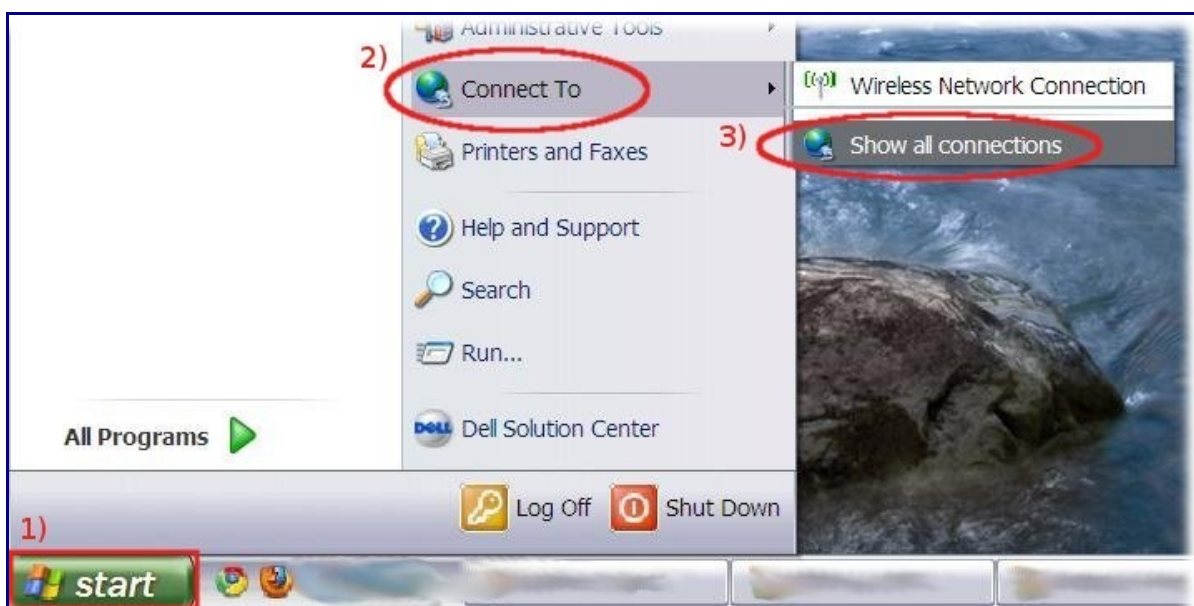 Administrative Tools
2)
Connect To
Wireless Network Connection
3)
Show all connections
Printers and Faxes
Help and Support
Search
Run...
All Programs
DELL Dell Solution Center
Log Off
Shut Down
1)
start